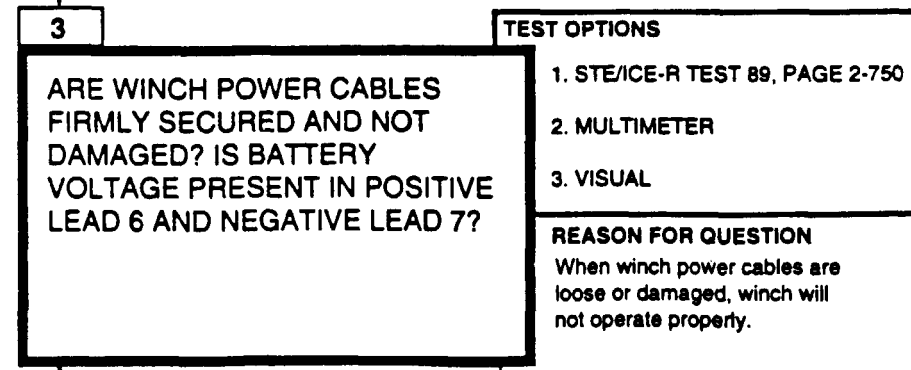 3
ARE WINCH POWER CABLES
FIRMLY SECURED AND NOT
DAMAGED? IS BATTERY
VOLTAGE PRESENT IN POSITIVE
LEAD 6 AND NEGATIVE LEAD 7?
TEST OPTIONS
1. STE/ICE-R TEST 89, PAGE 2-750
2. MULTIMETER
3. VISUAL
REASON FOR QUESTION
When winch power cables are
loose or damaged, winch will
not operate properly.